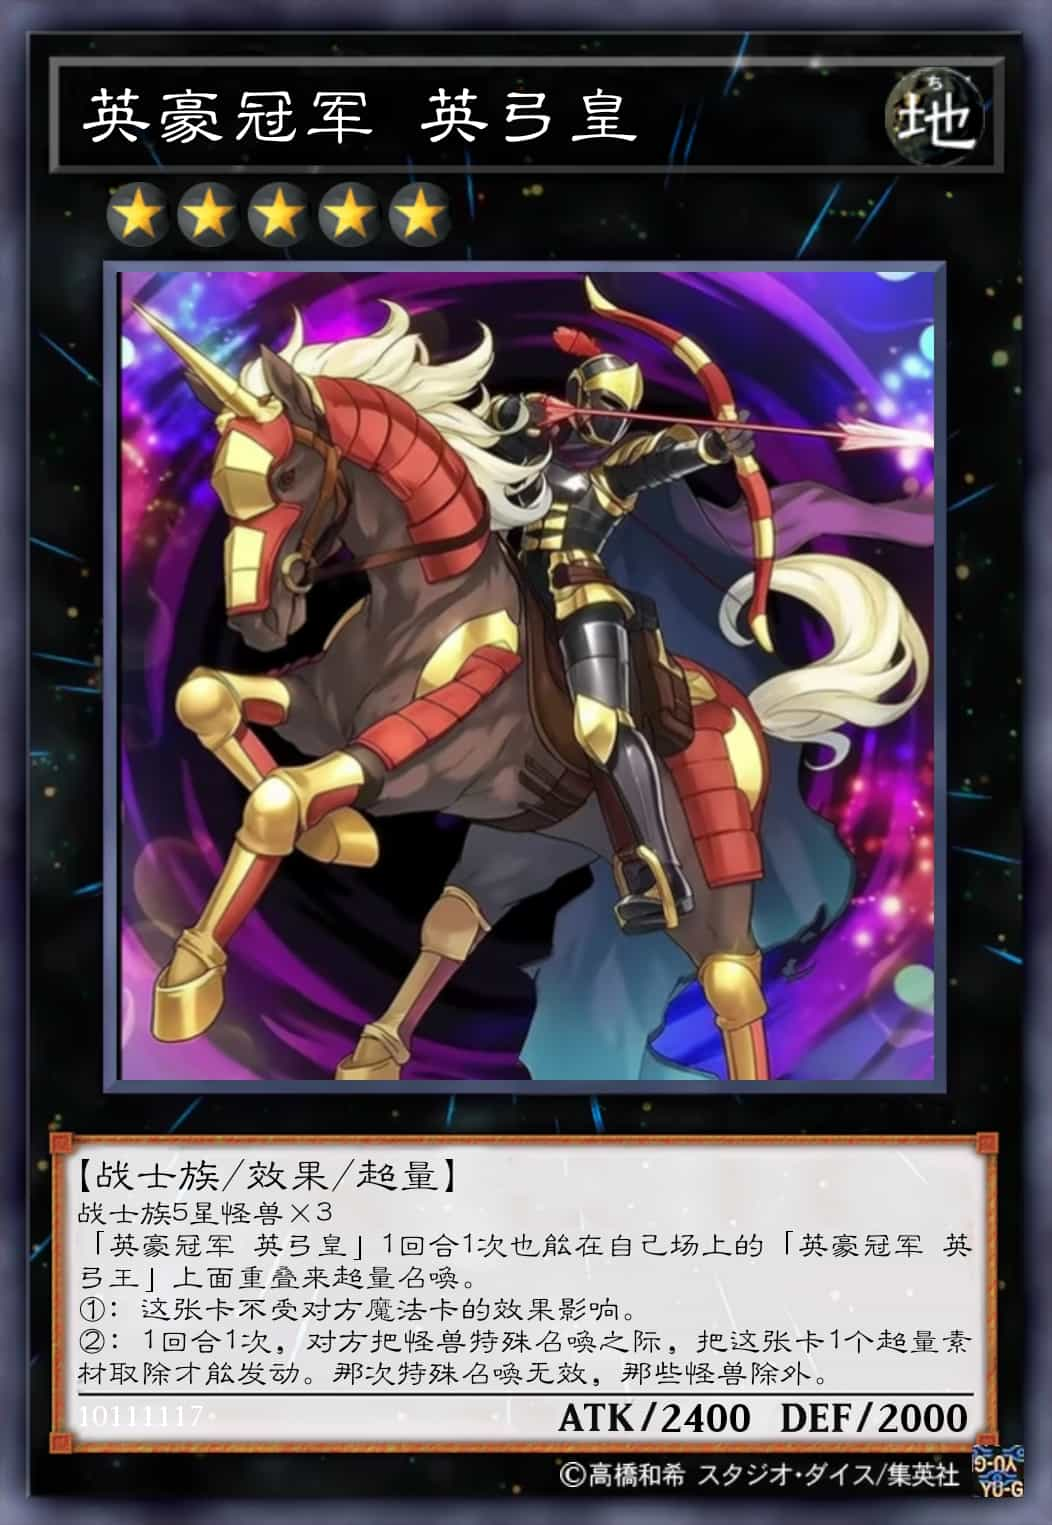 英豪冠军 英弓皇
ち
地
【战士族/效果/超量】
战士族5星怪兽×3
「英豪冠军 英弓皇」1回合1次也能在自己场上的「英豪冠军 英
弓王」上面重叠来超量召唤。
①：这张卡不受对方魔法卡的效果影响。
②：1回合1次，对方把怪兽特殊召唤之际，把这张卡1个超量素
材取除才能发动。那次特殊召唤无效，那些怪兽除外。
10111117
ATK/2400 DEF/2000
©高橋和希 スタジオ・ダイス/集英社
YU-G
YU-G